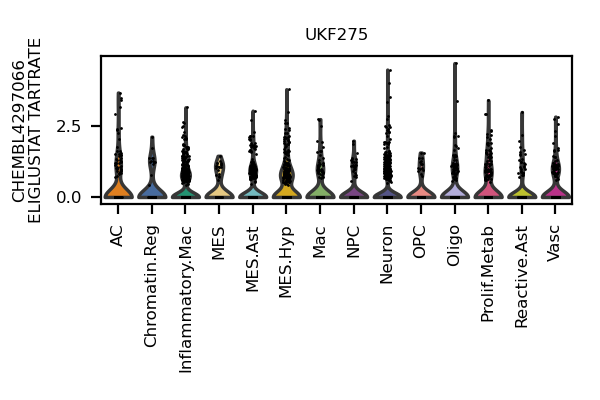 UKF275
CHEMBL4297066
ELIGLUSTAT TARTRATE
2.5
0.0
AC
Chromatin.Reg
Inflammatory.Mac
MES
MES.Ast
MES.Hyp
Mac
NPC
Neuron
OPC
Oligo
Prolif.Metab
Reactive.Ast
Vasc